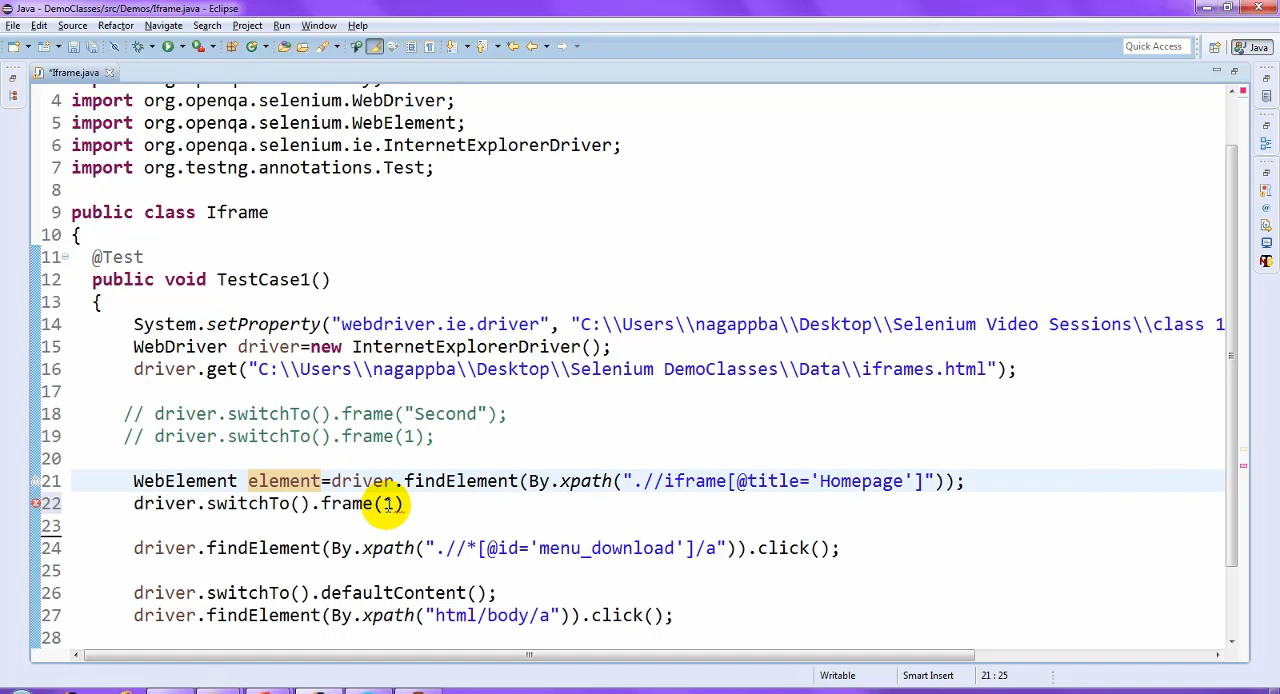 Java - DemoClasses/src/Demos/Iframe.java - Eclipse
File Edit Source Refactor Navigate Search Project Run Window Help
Quick Access Java
*Iframe.java
4 import org.openqa.selenium.WebDriver;
5 import org.openqa.selenium.WebElement;
6 import org.openqa.selenium.ie.InternetExplorerDriver;
7 import org.testng.annotations.Test;
8
9 public class Iframe
10 {
11 @Test
12 public void TestCase1()
13 {
14 System.setProperty("webdriver.ie.driver", "C:\\Users\\nagappba\\Desktop\\Selenium Video Sessions\\class 1
15 WebDriver driver=new InternetExplorerDriver();
16 driver.get("C:\\Users\\nagappba\\Desktop\\Selenium DemoClasses\\Data\\iframes.html");
17
18 // driver.switchTo().frame("Second");
19 // driver.switchTo().frame(1);
20
21 WebElement element=driver.findElement(By.xpath(".//iframe[@title='Homepage']"));
22 driver.switchTo().frame(1)
23
24 driver.findElement(By.xpath(".//*[@id='menu_download']/a")).click();
25
26 driver.switchTo().defaultContent();
27 driver.findElement(By.xpath("html/body/a")).click();
28
Writable Smart Insert 21 : 25